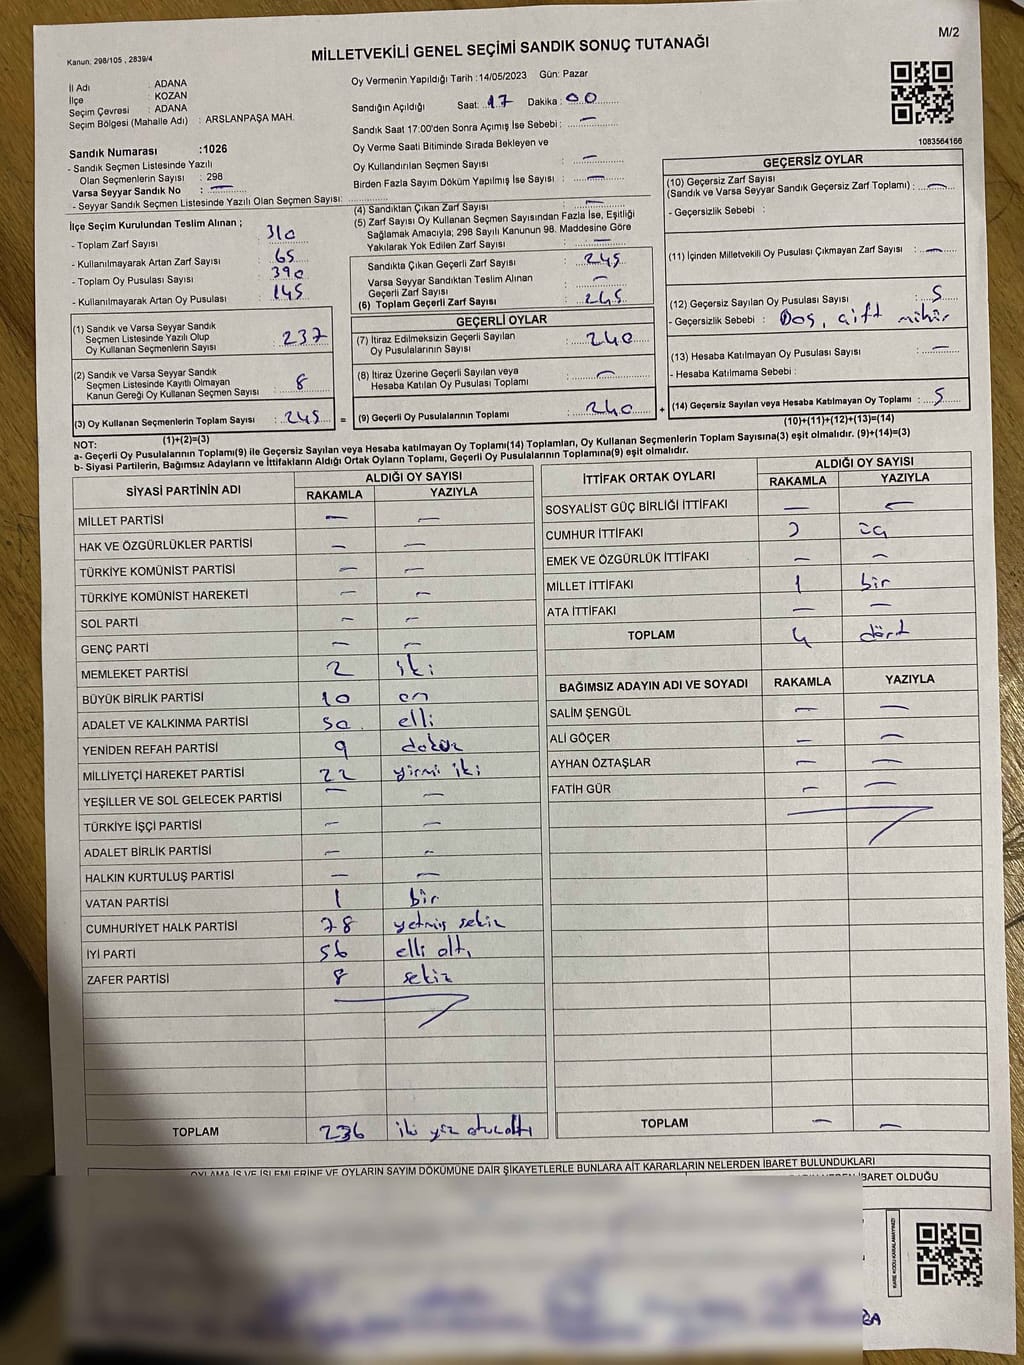 M/2
Kanun: 298/105 , 2839/4
MİLLETVEKİLİ GENEL SEÇİMİ SANDIK SONUÇ TUTANAĞI
İl Adı : ADANA
İlçe : KOZAN
Seçim Çevresi : ADANA
Seçim Bölgesi (Mahalle Adı) : ARSLANPAŞA MAH.
Oy Vermenin Yapıldığı Tarih :14/05/2023 Gün: Pazar
Sandığın Açıldığı Saat: 17 Dakika : 00
Sandık Saat 17:00'den Sonra Açımış İse Sebebi : —
Oy Verme Saati Bitiminde Sırada Bekleyen ve
Oy Kullandırılan Seçmen Sayısı : —
Birden Fazla Sayım Döküm Yapılmış İse Sayısı : —
1083564166
Sandık Numarası :1026
- Sandık Seçmen Listesinde Yazılı
Olan Seçmenlerin Sayısı : 298
Varsa Seyyar Sandık No : —
- Seyyar Sandık Seçmen Listesinde Yazılı Olan Seçmen Sayısı:
İlçe Seçim Kurulundan Teslim Alınan ;
- Toplam Zarf Sayısı : 310
- Kullanılmayarak Artan Zarf Sayısı : 65
- Toplam Oy Pusulası Sayısı : 390
- Kullanılmayarak Artan Oy Pusulası : 145
(4) Sandıktan Çıkan Zarf Sayısı : —
(5) Zarf Sayısı Oy Kullanan Seçmen Sayısından Fazla İse, Eşitliği
Sağlamak Amacıyla; 298 Sayılı Kanunun 98. Maddesine Göre
Yakılarak Yok Edilen Zarf Sayısı : —
Sandıkta Çıkan Geçerli Zarf Sayısı : 245
Varsa Seyyar Sandıktan Teslim Alınan
Geçerli Zarf Sayısı : —
(6) Toplam Geçerli Zarf Sayısı : 245
GEÇERSİZ OYLAR
(10) Geçersiz Zarf Sayısı
(Sandık ve Varsa Seyyar Sandık Geçersiz Zarf Toplamı) : —
- Geçersizlik Sebebi :
(11) İçinden Milletvekili Oy Pusulası Çıkmayan Zarf Sayısı : —
(12) Geçersiz Sayılan Oy Pusulası Sayısı : 5
- Geçersizlik Sebebi : Boş, çift mühür
(13) Hesaba Katılmayan Oy Pusulası Sayısı : —
- Hesaba Katılmama Sebebi :
(14) Geçersiz Sayılan veya Hesaba Katılmayan Oy Toplamı : 5
(10)+(11)+(12)+(13)=(14)
(1) Sandık ve Varsa Seyyar Sandık
Seçmen Listesinde Yazılı Olup
Oy Kullanan Seçmenlerin Sayısı : 237
(2) Sandık ve Varsa Seyyar Sandık
Seçmen Listesinde Kayıtlı Olmayan
Kanun Gereği Oy Kullanan Seçmen Sayısı : 8
(3) Oy Kullanan Seçmenlerin Toplam Sayısı : 245 =
(1)+(2)=(3)
GEÇERLİ OYLAR
(7) İtiraz Edilmeksizin Geçerli Sayılan
Oy Pusulalarının Sayısı : 240
(8) İtiraz Üzerine Geçerli Sayılan veya
Hesaba Katılan Oy Pusulası Toplamı : —
(9) Geçerli Oy Pusulalarının Toplamı : 240 +
NOT:
a- Geçerli Oy Pusulalarının Toplamı(9) ile Geçersiz Sayılan veya Hesaba katılmayan Oy Toplamı(14) Toplamları, Oy Kullanan Seçmenlerin Toplam Sayısına(3) eşit olmalıdır. (9)+(14)=(3)
b- Siyasi Partilerin, Bağımsız Adayların ve İttifakların Aldığı Ortak Oyların Toplamı, Geçerli Oy Pusulalarının Toplamına(9) eşit olmalıdır.
SİYASİ PARTİNİN ADI ALDIĞI OY SAYISI
RAKAMLA YAZIYLA
MİLLET PARTİSİ — —
HAK VE ÖZGÜRLÜKLER PARTİSİ — —
TÜRKİYE KOMÜNİST PARTİSİ — —
TÜRKİYE KOMÜNİST HAREKETİ — —
SOL PARTİ — —
GENÇ PARTİ — —
MEMLEKET PARTİSİ 2 iki
BÜYÜK BİRLİK PARTİSİ 10 on
ADALET VE KALKINMA PARTİSİ 50 elli
YENİDEN REFAH PARTİSİ 9 dokuz
MİLLİYETÇİ HAREKET PARTİSİ 22 yirmi iki
YEŞİLLER VE SOL GELECEK PARTİSİ — —
TÜRKİYE İŞÇİ PARTİSİ — —
ADALET BİRLİK PARTİSİ — —
HALKIN KURTULUŞ PARTİSİ — —
VATAN PARTİSİ 1 bir
CUMHURİYET HALK PARTİSİ 78 yetmiş sekiz
İYİ PARTİ 56 elli altı
ZAFER PARTİSİ 8 sekiz
TOPLAM 236 iki yüz otuzaltı
İTTİFAK ORTAK OYLARI ALDIĞI OY SAYISI
RAKAMLA YAZIYLA
SOSYALİST GÜÇ BİRLİĞİ İTTİFAKI — —
CUMHUR İTTİFAKI 3 üç
EMEK VE ÖZGÜRLÜK İTTİFAKI — —
MİLLET İTTİFAKI 1 bir
ATA İTTİFAKI — —
TOPLAM 4 dört
BAĞIMSIZ ADAYIN ADI VE SOYADI RAKAMLA YAZIYLA
SALİM ŞENGÜL — —
ALİ GÖÇER — —
AYHAN ÖZTAŞLAR — —
FATİH GÜR — —
TOPLAM — —
OYLAMA İŞ VE İŞLEMLERİNE VE OYLARIN SAYIM DÖKÜMÜNE DAİR ŞİKAYETLERLE BUNLARA AİT KARARLARIN NELERDEN İBARET BULUNDUKLARI
İBARET OLDUĞU
KARE KODU KARALAMAYINIZ!